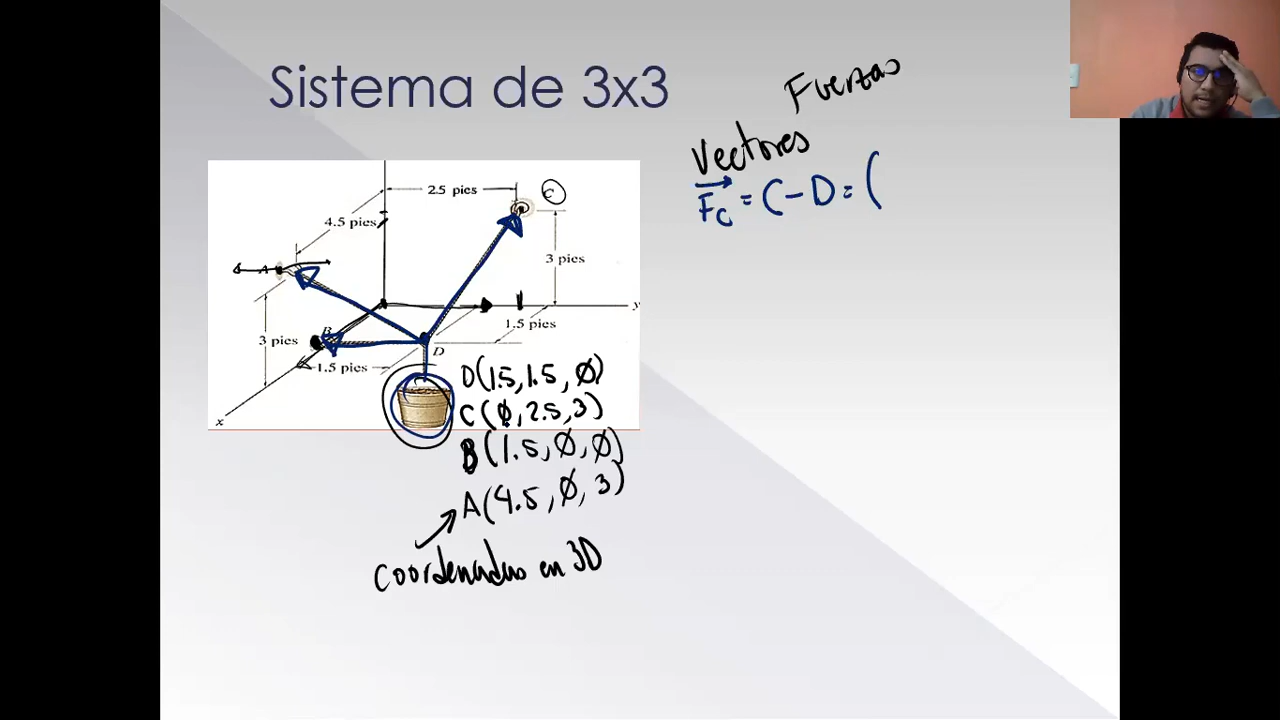 Sistema de 3x3
Fuerzas
Vectores
Fc = C - D = (
2.5 pies
C
4.5 pies
A
3 pies
y
1.5 pies
B
3 pies
D
1.5 pies
x
D(1.5, 1.5, Ø)
C(Ø, 2.5, 3)
B(1.5, Ø, Ø)
A(4.5, Ø, 3)
coordenadas en 3D